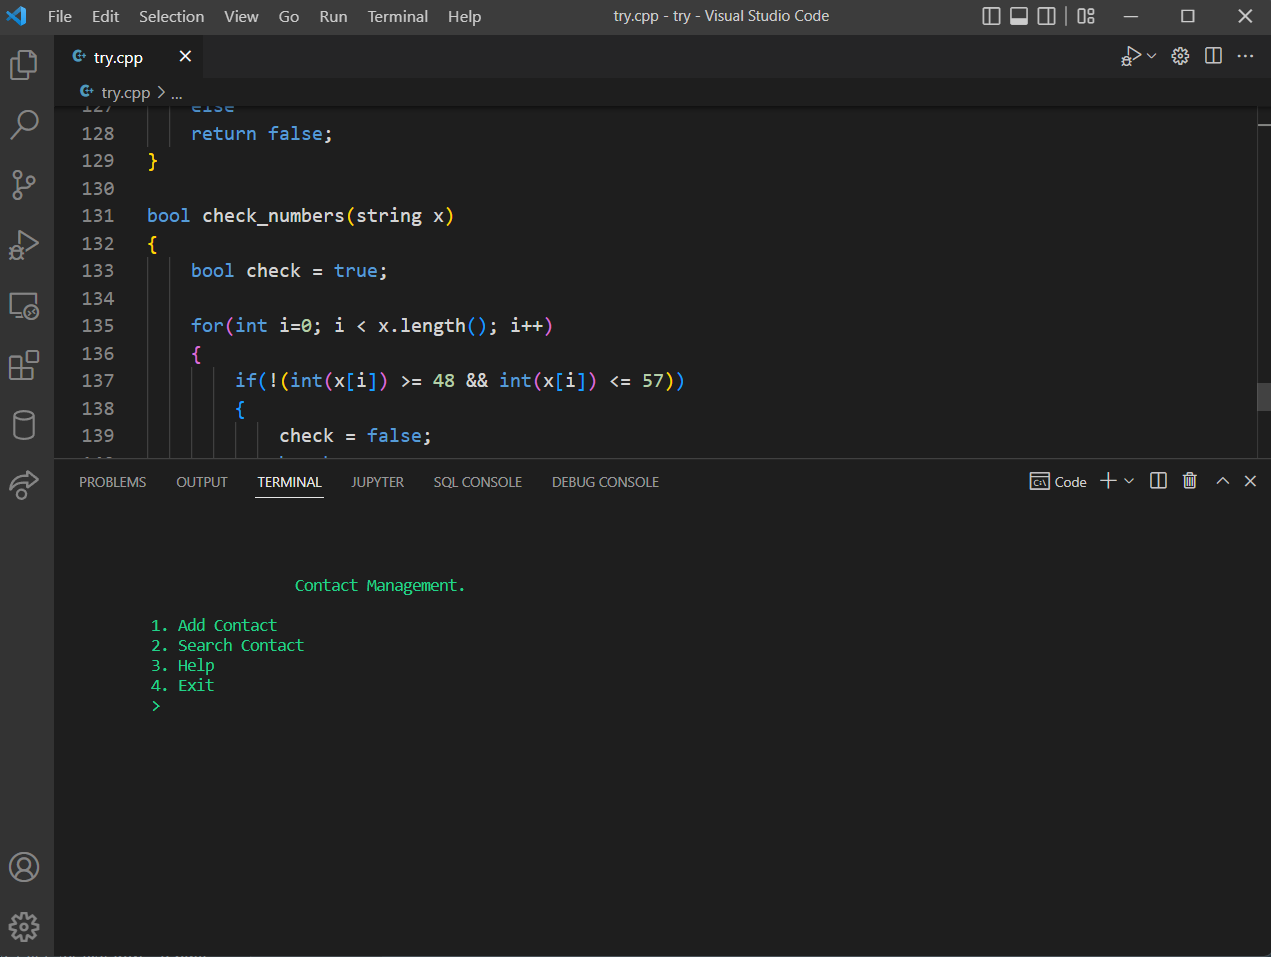 File Edit Selection View Go Run Terminal Help try.cpp - try - Visual Studio Code
try.cpp
try.cpp > ...
127 else
128 return false;
129 }
130
131 bool check_numbers(string x)
132 {
133 bool check = true;
134
135 for(int i=0; i < x.length(); i++)
136 {
137 if(!(int(x[i]) >= 48 && int(x[i]) <= 57))
138 {
139 check = false;
PROBLEMS OUTPUT TERMINAL JUPYTER SQL CONSOLE DEBUG CONSOLE Code
Contact Management.
1. Add Contact
2. Search Contact
3. Help
4. Exit
>